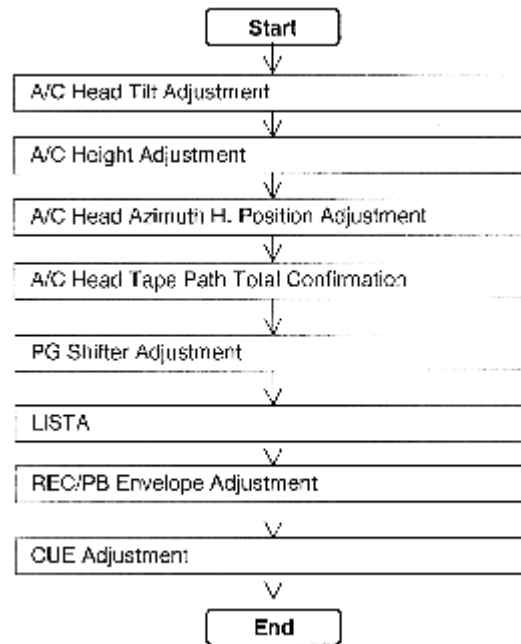 Start
A/C Head Tilt Adjustment
A/C Height Adjustment
A/C Head Azimuth H. Position Adjustment
A/C Head Tape Path Total Confirmation
PG Shifter Adjustment
LISTA
REC/PB Envelope Adjustment
CUE Adjustment
End